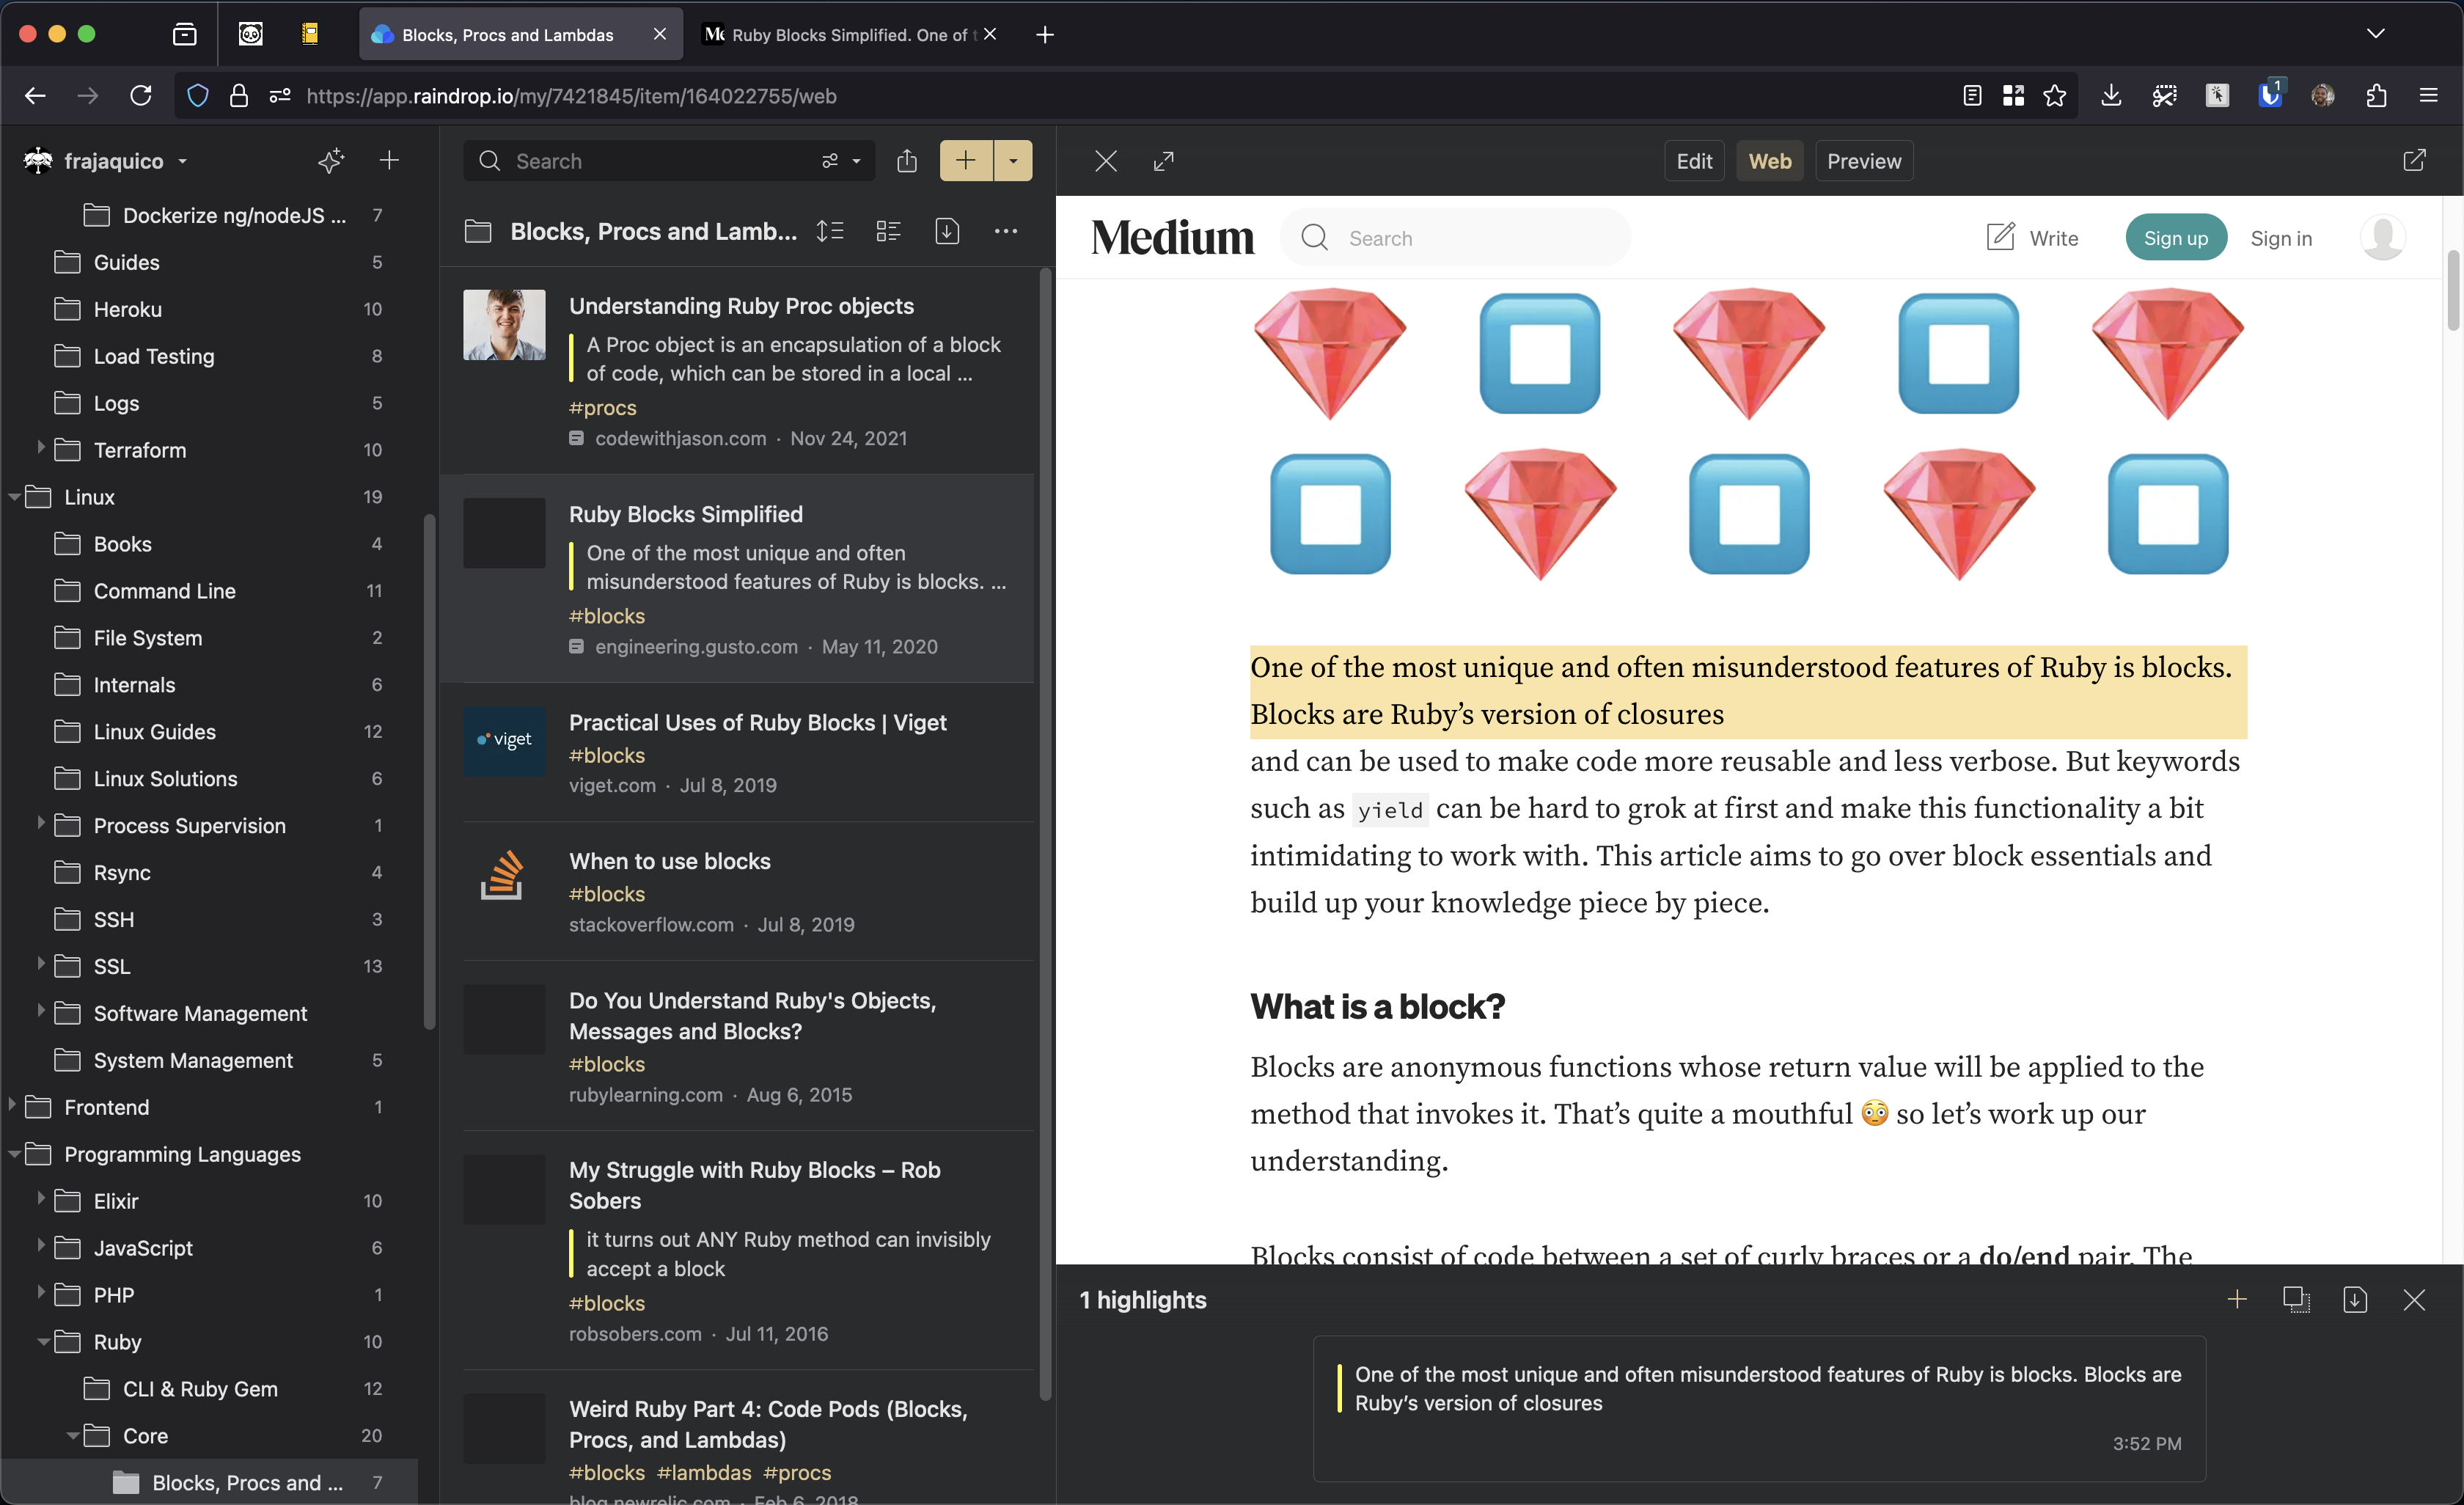 Blocks, Procs and Lambdas
Ruby Blocks Simplified. One of t
https://app.raindrop.io/my/7421845/item/164022755/web
1
frajaquico
Dockerize ng/nodeJS ... 7
Guides 5
Heroku 10
Load Testing 8
Logs 5
Terraform 10
Linux 19
Books 4
Command Line 11
File System 2
Internals 6
Linux Guides 12
Linux Solutions 6
Process Supervision 1
Rsync 4
SSH 3
SSL 13
Software Management
System Management 5
Frontend 1
Programming Languages
Elixir 10
JavaScript 6
PHP 1
Ruby 10
CLI & Ruby Gem 12
Core 20
Blocks, Procs and ... 7
Search
Blocks, Procs and Lamb...
Understanding Ruby Proc objects
A Proc object is an encapsulation of a block
of code, which can be stored in a local ...
#procs
codewithjason.com · Nov 24, 2021
Ruby Blocks Simplified
One of the most unique and often
misunderstood features of Ruby is blocks. ...
#blocks
engineering.gusto.com · May 11, 2020
viget
Practical Uses of Ruby Blocks | Viget
#blocks
viget.com · Jul 8, 2019
When to use blocks
#blocks
stackoverflow.com · Jul 8, 2019
Do You Understand Ruby's Objects,
Messages and Blocks?
#blocks
rubylearning.com · Aug 6, 2015
My Struggle with Ruby Blocks – Rob
Sobers
it turns out ANY Ruby method can invisibly
accept a block
#blocks
robsobers.com · Jul 11, 2016
Weird Ruby Part 4: Code Pods (Blocks,
Procs, and Lambdas)
#blocks #lambdas #procs
blog.newrelic.com · Feb 6, 2018
Edit
Web
Preview
Medium
Search
Write
Sign up
Sign in
One of the most unique and often misunderstood features of Ruby is blocks.
Blocks are Ruby’s version of closures
and can be used to make code more reusable and less verbose. But keywords
such as yield can be hard to grok at first and make this functionality a bit
intimidating to work with. This article aims to go over block essentials and
build up your knowledge piece by piece.
What is a block?
Blocks are anonymous functions whose return value will be applied to the
method that invokes it. That’s quite a mouthful 😳 so let’s work up our
understanding.
Blocks consist of code between a set of curly braces or a do/end pair. The
1 highlights
One of the most unique and often misunderstood features of Ruby is blocks. Blocks are
Ruby’s version of closures
3:52 PM